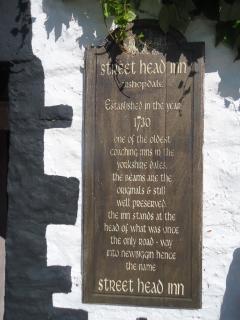 STREET HEAD INN
BISHOPDALE
ESTABLISHED IN THE YEAR
1730
ONE OF THE OLDEST
COACHING INNS IN THE
YORKSHIRE DALES.
THE BEAMS ARE THE
ORIGINALS & STILL
WELL PRESERVED.
THE INN STANDS AT THE
HEAD OF WHAT WAS ONCE
THE ONLY ROAD - WAY
INTO NEWBIGGIN HENCE
THE NAME
STREET HEAD INN